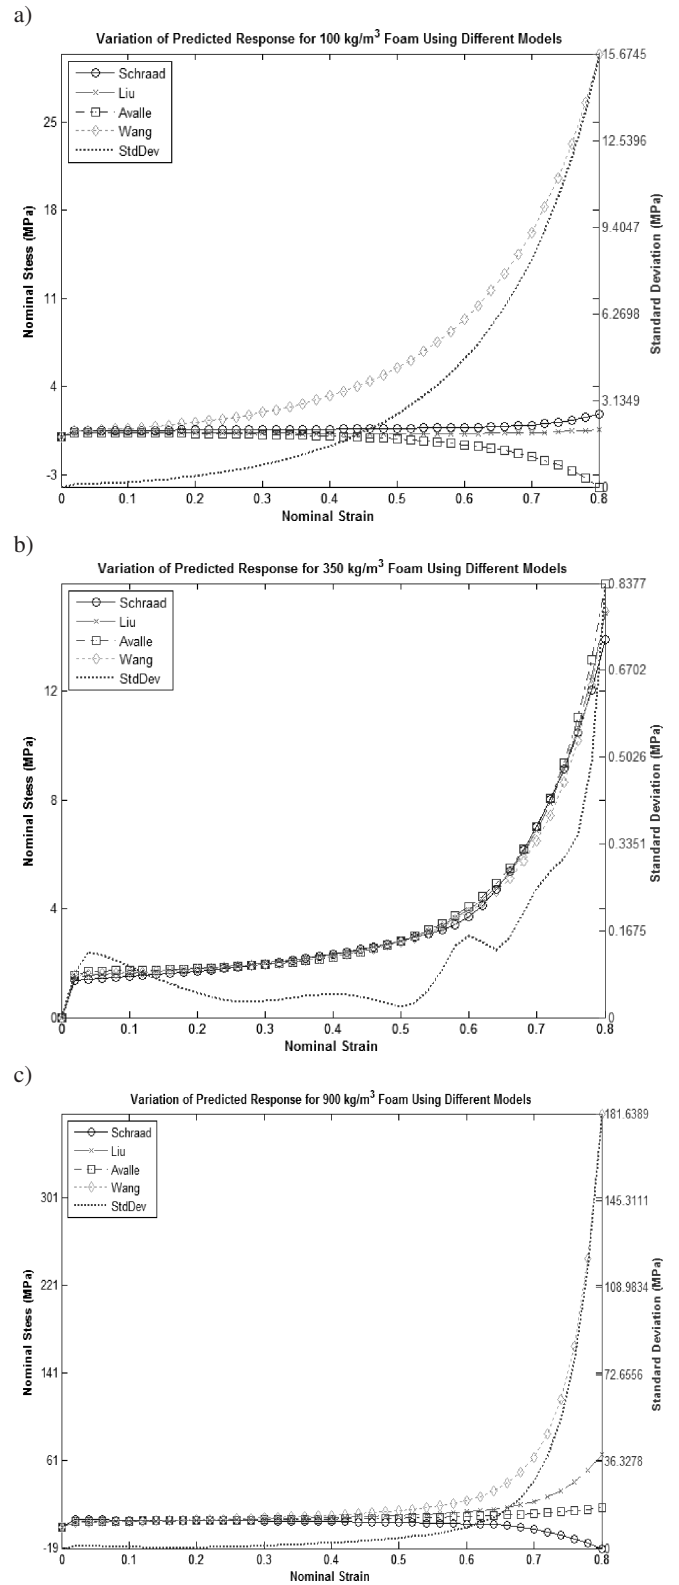 a)
Variation of Predicted Response for 100 kg/m³ Foam Using Different Models
Schraad
Liu
Avalle
Wang
StdDev
25
18
11
4
-3
15.6745
12.5396
9.4047
6.2698
3.1349
0
Nominal Stess (MPa)
Standard Deviation (MPa)
0 0.1 0.2 0.3 0.4 0.5 0.6 0.7 0.8
Nominal Strain
b)
Variation of Predicted Response for 350 kg/m³ Foam Using Different Models
Schraad
Liu
Avalle
Wang
StdDev
12
8
4
0
0.8377
0.6702
0.5026
0.3351
0.1675
0
Nominal Stess (MPa)
Standard Deviation (MPa)
0 0.1 0.2 0.3 0.4 0.5 0.6 0.7 0.8
Nominal Strain
c)
Variation of Predicted Response for 900 kg/m³ Foam Using Different Models
Schraad
Liu
Avalle
Wang
StdDev
301
221
141
61
-19
181.6389
145.3111
108.9834
72.6556
36.3278
0
Nominal Stess (MPa)
Standard Deviation (MPa)
0 0.1 0.2 0.3 0.4 0.5 0.6 0.7 0.8
Nominal Strain